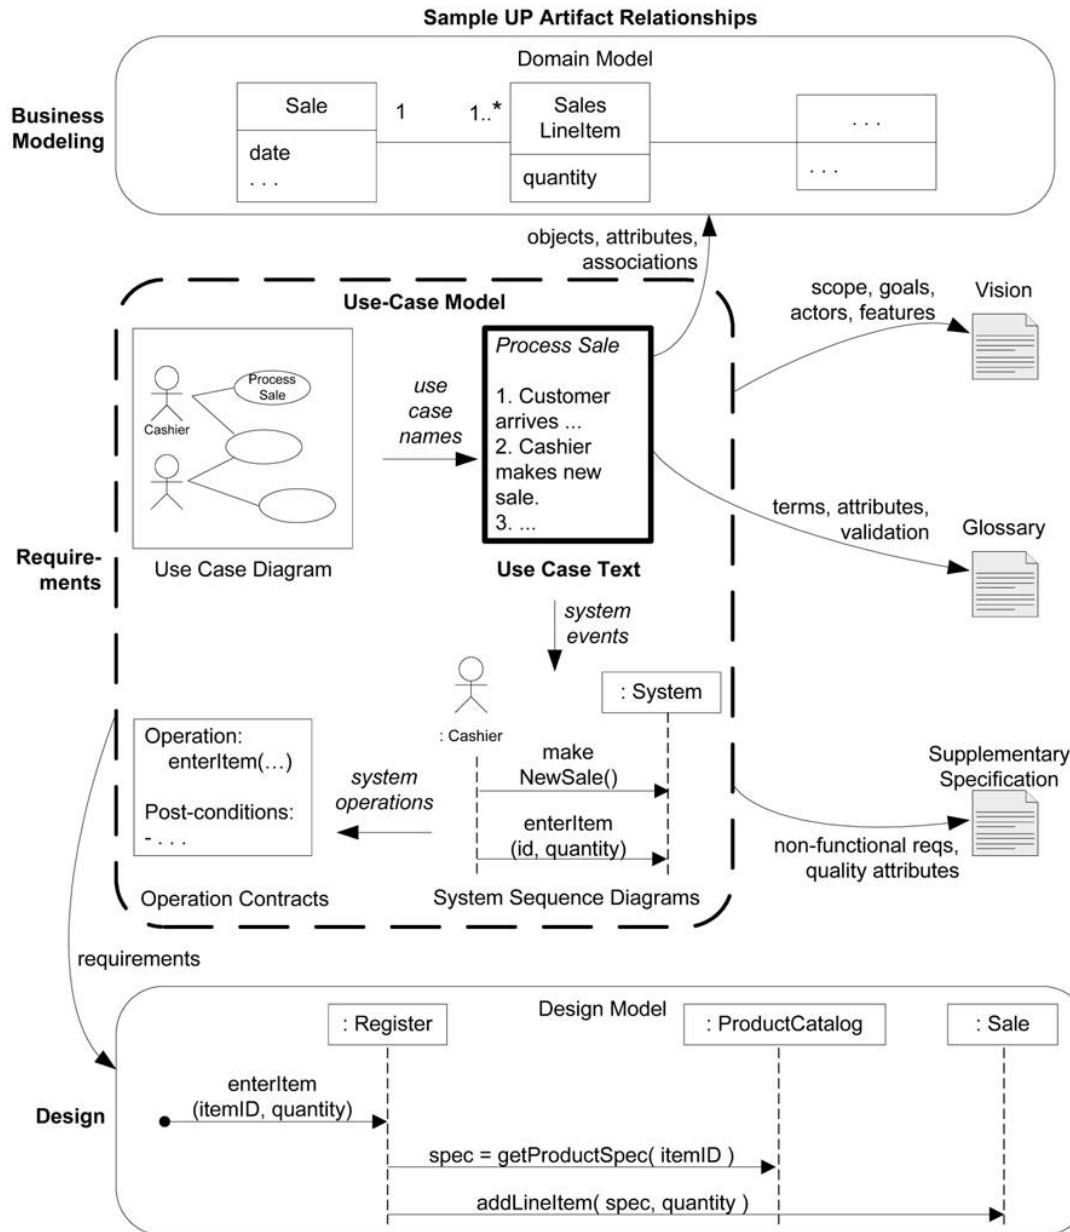 Sample UP Artifact Relationships
Domain Model
Business
Modeling
Sale
date
. . .
1
1..*
Sales
LineItem
quantity
. . .
. . .
objects, attributes,
associations
Use-Case Model
Process
Sale
Cashier
Use Case Diagram
use
case
names
Process Sale
1. Customer
arrives ...
2. Cashier
makes new
sale.
3. ...
Use Case Text
scope, goals,
actors, features
Vision
terms, attributes,
validation
Glossary
Require-
ments
system
events
: Cashier
: System
make
NewSale()
enterItem
(id, quantity)
System Sequence Diagrams
system
operations
Operation:
enterItem(…)
Post-conditions:
- . . .
Operation Contracts
Supplementary
Specification
non-functional reqs,
quality attributes
requirements
Design Model
Design
: Register
: ProductCatalog
: Sale
enterItem
(itemID, quantity)
spec = getProductSpec( itemID )
addLineItem( spec, quantity )